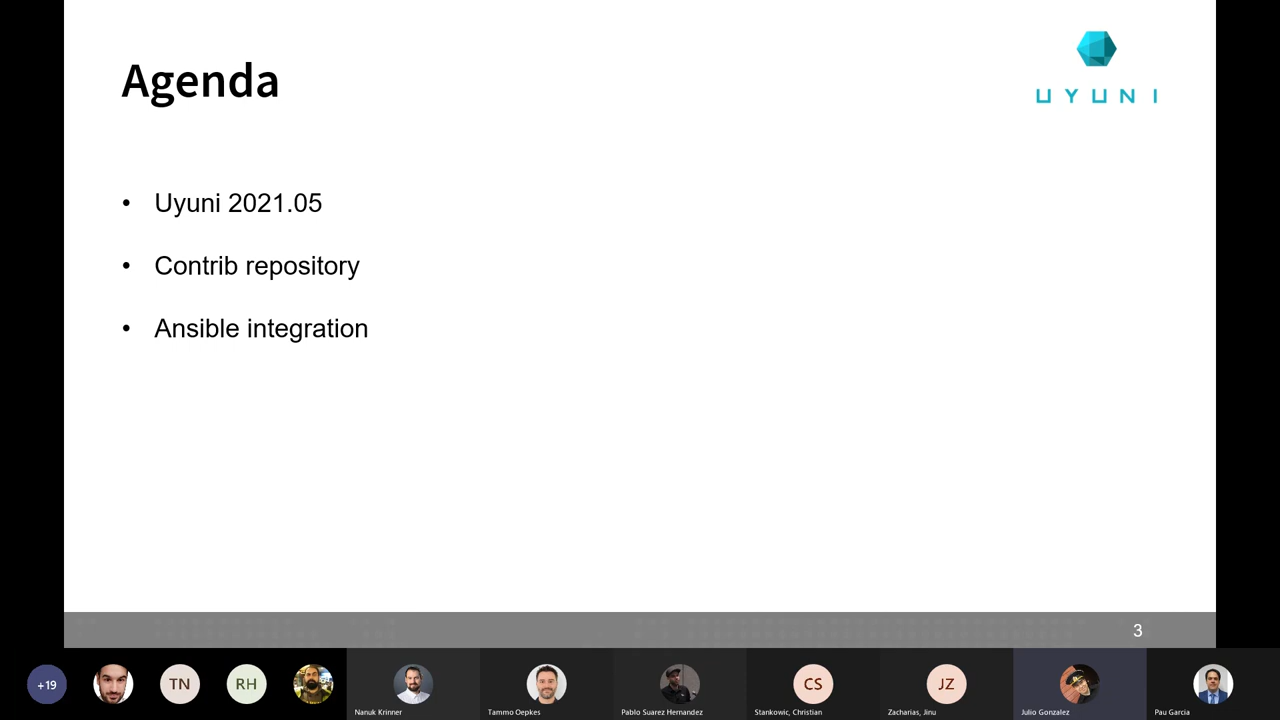 Agenda
UYUNI
• Uyuni 2021.05
• Contrib repository
• Ansible integration
3
+19
TN
RH
CS
JZ
Nanuk Krinner
Tammo Oepkes
Pablo Suarez Hernandez
Stankowic, Christian
Zacharias, Jinu
Julio Gonzalez
Pau Garcia